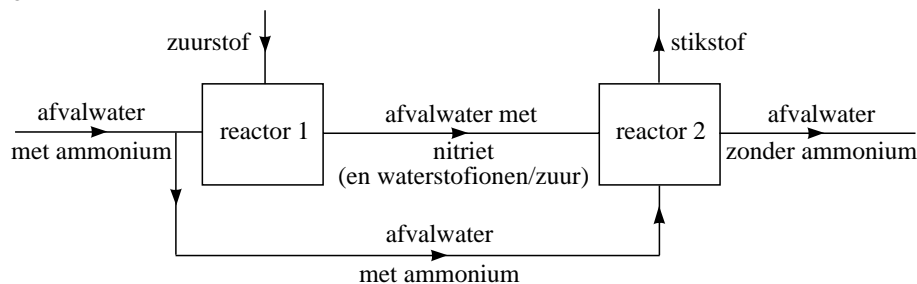 zuurstof
stikstof
afvalwater
met ammonium
reactor 1
afvalwater met
nitriet
(en waterstofionen/zuur)
reactor 2
afvalwater
zonder ammonium
afvalwater
met ammonium